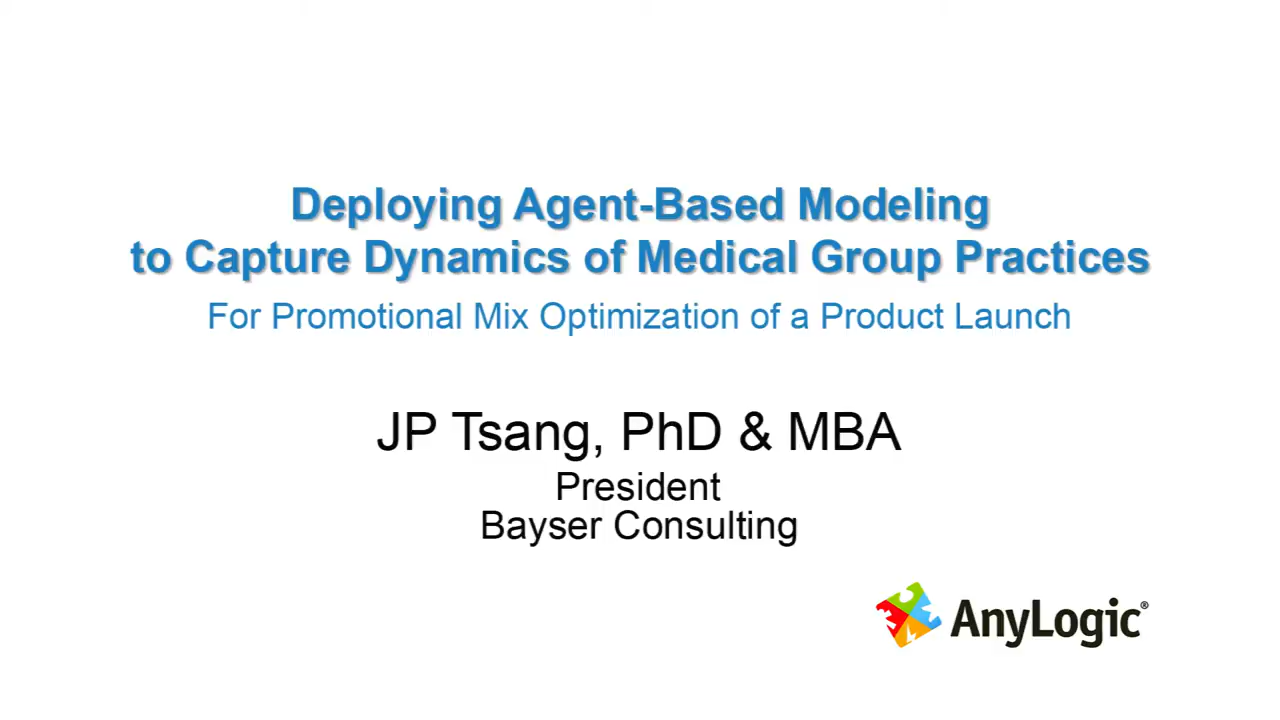 Deploying Agent-Based Modeling
to Capture Dynamics of Medical Group Practices
For Promotional Mix Optimization of a Product Launch
JP Tsang, PhD & MBA
President
Bayser Consulting
AnyLogic®